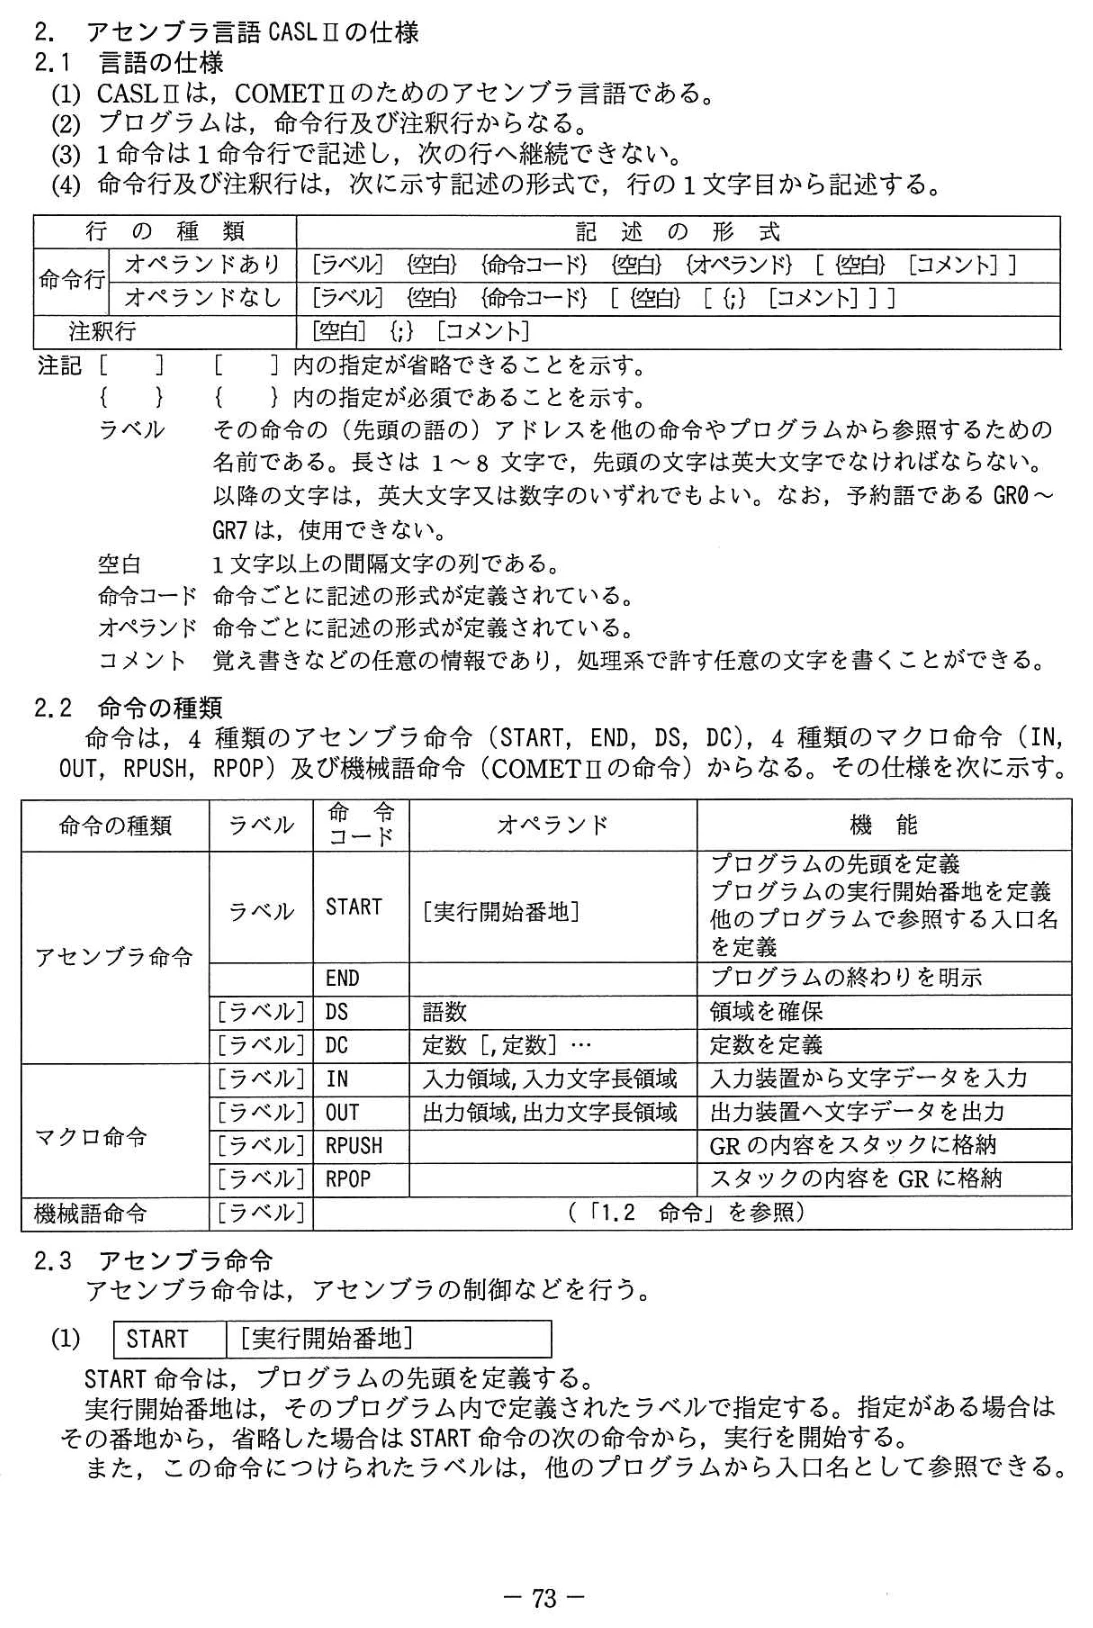 2. アセンブラ言語 CASLⅡの仕様
2.1 言語の仕様
(1) CASLⅡは，COMETⅡのためのアセンブラ言語である。
(2) プログラムは，命令行及び注釈行からなる。
(3) 1 命令は 1 命令行で記述し，次の行へ継続できない。
(4) 命令行及び注釈行は，次に示す記述の形式で，行の 1 文字目から記述する。
行 の 種 類 記 述 の 形 式
命令行 オペランドあり [ラベル] {空白} {命令コード} {空白} {オペランド} [ {空白} [コメント] ]
オペランドなし [ラベル] {空白} {命令コード} [ {空白} [ {;} [コメント] ] ]
注釈行 [空白] {;} [コメント]
注記 [ ] [ ] 内の指定が省略できることを示す。
{ } { } 内の指定が必須であることを示す。
ラベル その命令の（先頭の語の）アドレスを他の命令やプログラムから参照するための
名前である。長さは 1～8 文字で，先頭の文字は英大文字でなければならない。
以降の文字は，英大文字又は数字のいずれでもよい。なお，予約語である GR0～
GR7 は，使用できない。
空白 1 文字以上の間隔文字の列である。
命令コード 命令ごとに記述の形式が定義されている。
オペランド 命令ごとに記述の形式が定義されている。
コメント 覚え書きなどの任意の情報であり，処理系で許す任意の文字を書くことができる。
2.2 命令の種類
命令は，4 種類のアセンブラ命令（START，END，DS，DC），4 種類のマクロ命令（IN，
OUT，RPUSH，RPOP）及び機械語命令（COMETⅡの命令）からなる。その仕様を次に示す。
命令の種類 ラベル 命 令 コード オペランド 機 能
アセンブラ命令 ラベル START [実行開始番地] プログラムの先頭を定義
プログラムの実行開始番地を定義
他のプログラムで参照する入口名
を定義
END プログラムの終わりを明示
[ラベル] DS 語数 領域を確保
[ラベル] DC 定数 [,定数] … 定数を定義
マクロ命令 [ラベル] IN 入力領域,入力文字長領域 入力装置から文字データを入力
[ラベル] OUT 出力領域,出力文字長領域 出力装置へ文字データを出力
[ラベル] RPUSH GR の内容をスタックに格納
[ラベル] RPOP スタックの内容を GR に格納
機械語命令 [ラベル] （「1.2 命令」を参照）
2.3 アセンブラ命令
アセンブラ命令は，アセンブラの制御などを行う。
(1) START [実行開始番地]
START 命令は，プログラムの先頭を定義する。
実行開始番地は，そのプログラム内で定義されたラベルで指定する。指定がある場合は
その番地から，省略した場合は START 命令の次の命令から，実行を開始する。
また，この命令につけられたラベルは，他のプログラムから入口名として参照できる。
－ 73 －